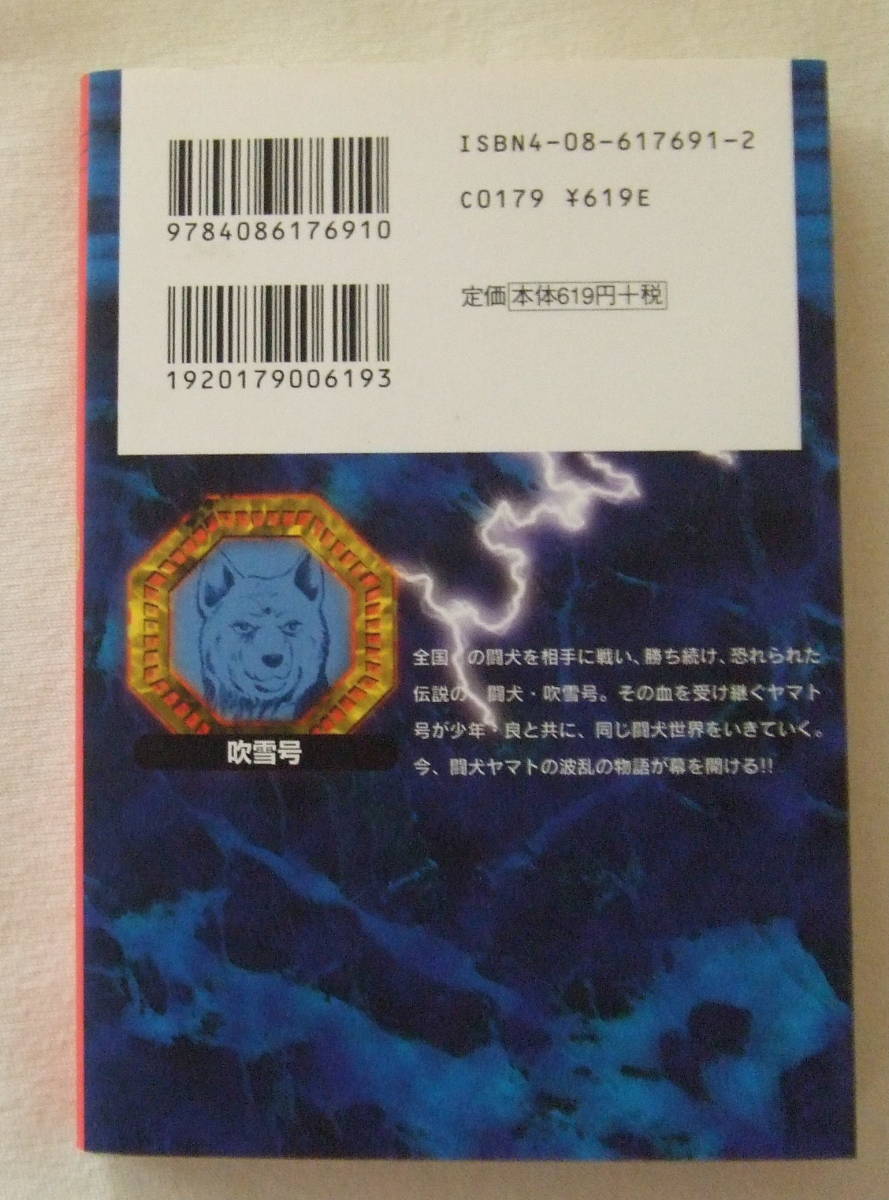 ISBN4-08-617691-2
9784086176910
C0179 ¥619E
定価 本体619円+税
1920179006193
全国の闘犬を相手に戦い、勝ち続け、恐れられた
伝説の 闘犬・吹雪号。その血を受け継ぐヤマト
号が少年・良と共に、同じ闘犬世界をいきていく。
今、闘犬ヤマトの波乱の物語が幕を開ける!!
吹雪号